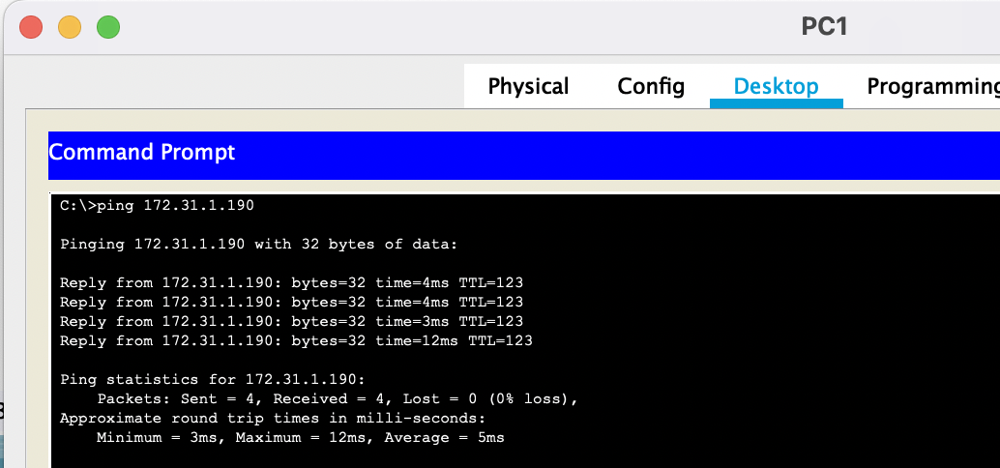 PC1
Physical Config Desktop Programming
Command Prompt
C:\>ping 172.31.1.190
Pinging 172.31.1.190 with 32 bytes of data:
Reply from 172.31.1.190: bytes=32 time=4ms TTL=123
Reply from 172.31.1.190: bytes=32 time=4ms TTL=123
Reply from 172.31.1.190: bytes=32 time=3ms TTL=123
Reply from 172.31.1.190: bytes=32 time=12ms TTL=123
Ping statistics for 172.31.1.190:
Packets: Sent = 4, Received = 4, Lost = 0 (0% loss),
Approximate round trip times in milli-seconds:
Minimum = 3ms, Maximum = 12ms, Average = 5ms